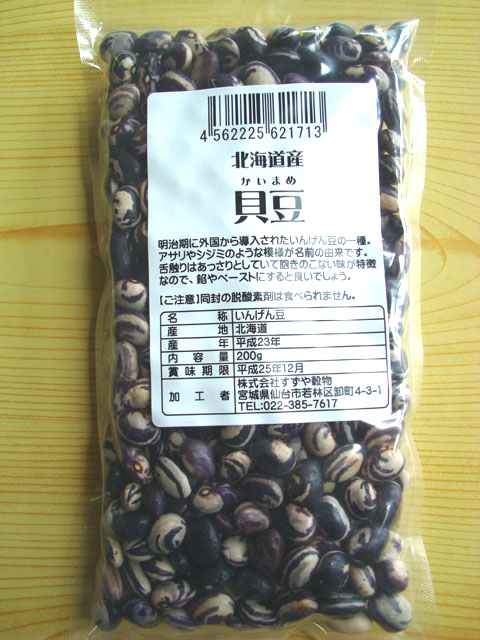 4 562225 621713
北海道産
かいまめ
貝豆
明治期に外国から導入されたいんげん豆の一種。
アサリやシジミのような模様が名前の由来です。
舌触りはあっさりとしていて飽きのこない味が特徴
なので、餡やペーストにすると良いでしょう。
【ご注意】同封の脱酸素剤は食べられません。
名称 いんげん豆
産地 北海道
産年 平成23年
内容量 200g
賞味期限 平成25年12月
加工者 株式会社すずや穀物
宮城県仙台市若林区卸町4-3-1
TEL:022-385-7617